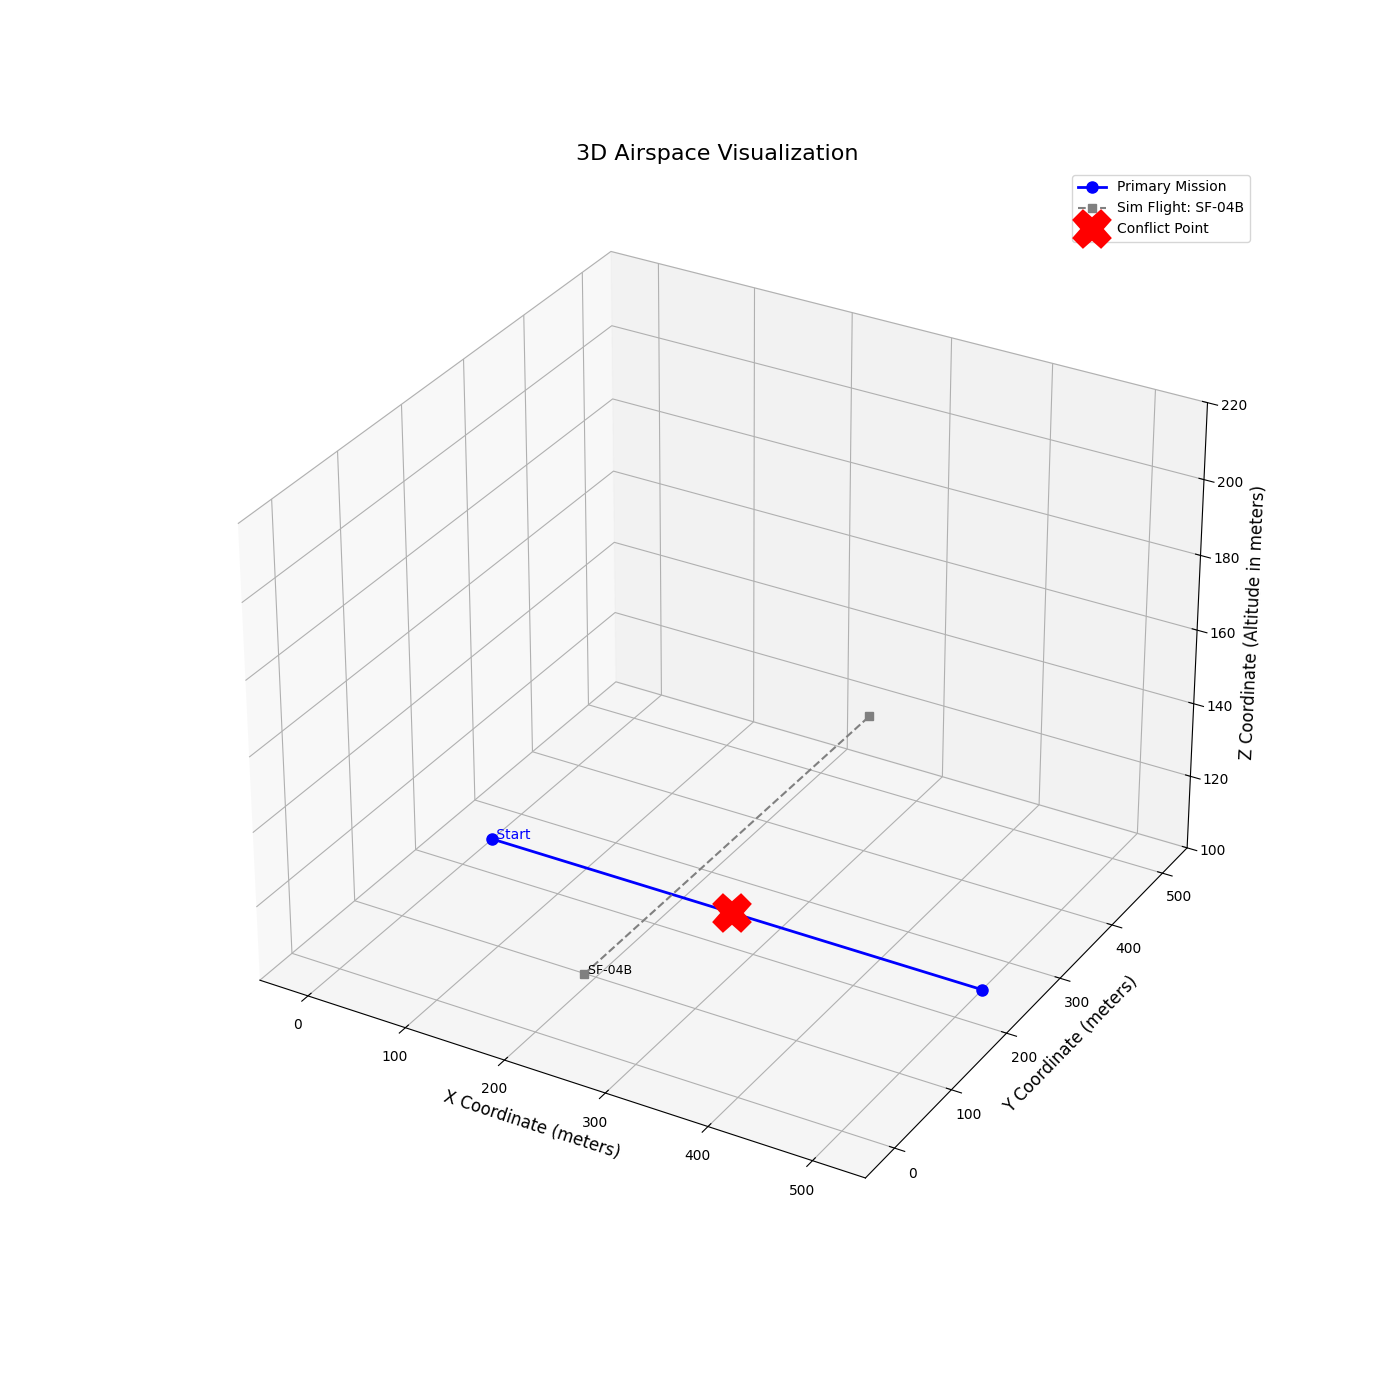 3D Airspace Visualization
Primary Mission
Sim Flight: SF-04B
Conflict Point
220
200
180
160
140
120
100
Z Coordinate (Altitude in meters)
Start
SF-04B
500
400
300
200
100
0
Y Coordinate (meters)
0
100
200
300
400
500
X Coordinate (meters)